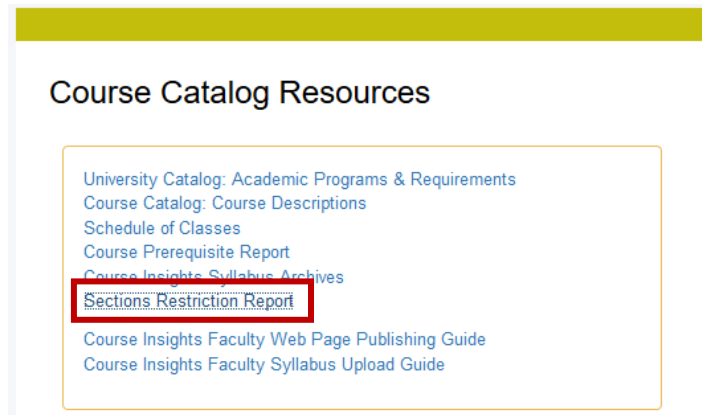 Course Catalog Resources
University Catalog: Academic Programs & Requirements
Course Catalog: Course Descriptions
Schedule of Classes
Course Prerequisite Report
Course Insights Syllabus Archives
Sections Restriction Report
Course Insights Faculty Web Page Publishing Guide
Course Insights Faculty Syllabus Upload Guide